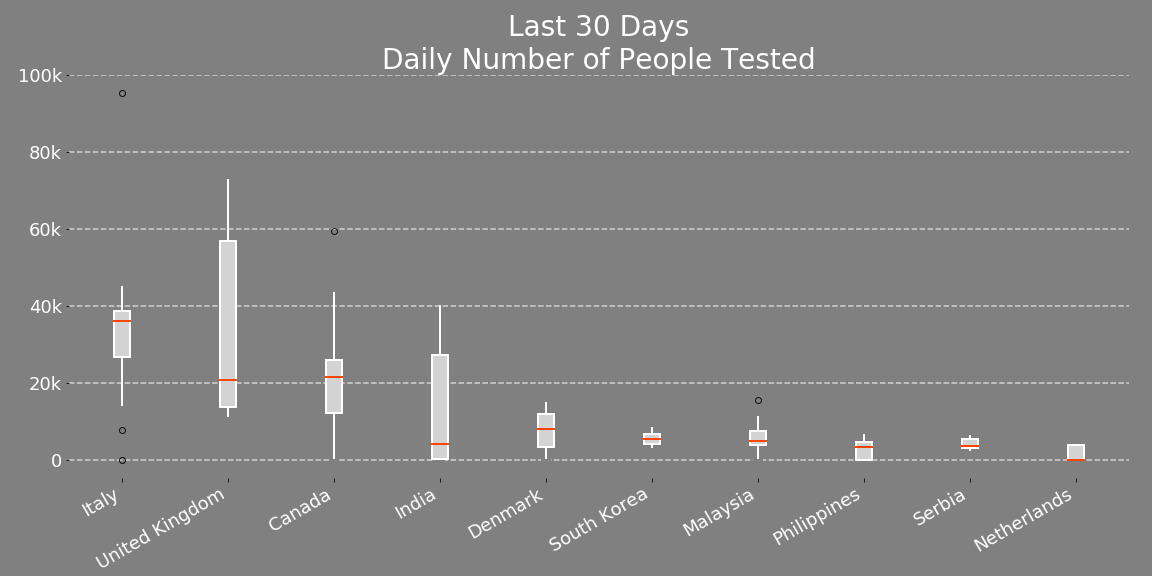 Last 30 Days
Daily Number of People Tested
100k
80k
60k
40k
20k
0
Italy
United Kingdom
Canada
India
Denmark
South Korea
Malaysia
Philippines
Serbia
Netherlands